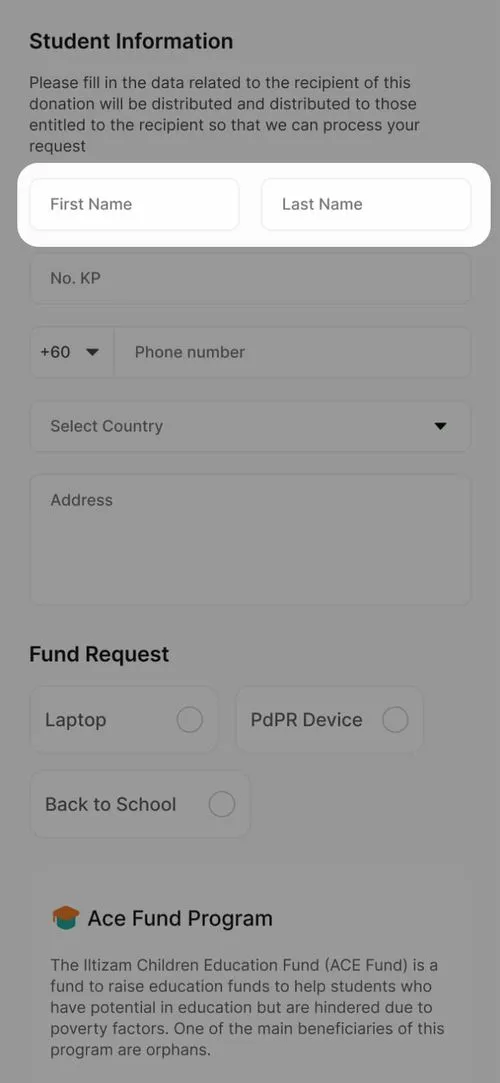 Student Information
Please fill in the data related to the recipient of this
donation will be distributed and distributed to those
entitled to the recipient so that we can process your
request
First Name
Last Name
No. KP
+60
Phone number
Select Country
Address
Fund Request
Laptop
PdPR Device
Back to School
Ace Fund Program
The Iltizam Children Education Fund (ACE Fund) is a
fund to raise education funds to help students who
have potential in education but are hindered due to
poverty factors. One of the main beneficiaries of this
program are orphans.